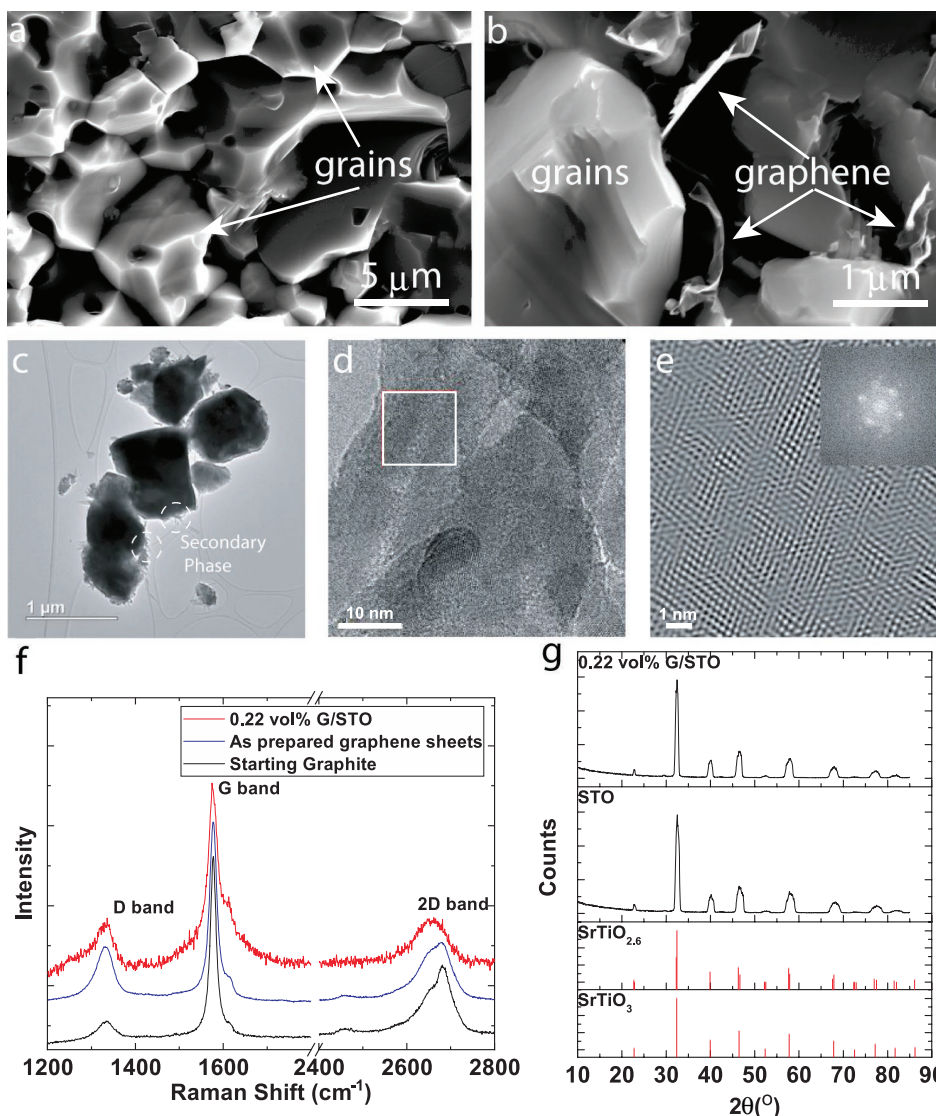 a
grains
5 μm
b
grains
graphene
1 μm
c
Secondary
Phase
1 μm
d
10 nm
e
1 nm
f
0.22 vol% G/STO
As prepared graphene sheets
Starting Graphite
G band
D band
2D band
Intensity
1200 1400 1600 2400 2600 2800
Raman Shift (cm-1)
g
0.22 vol% G/STO
STO
SrTiO2.6
SrTiO3
Counts
10 20 30 40 50 60 70 80 90
2θ(O)